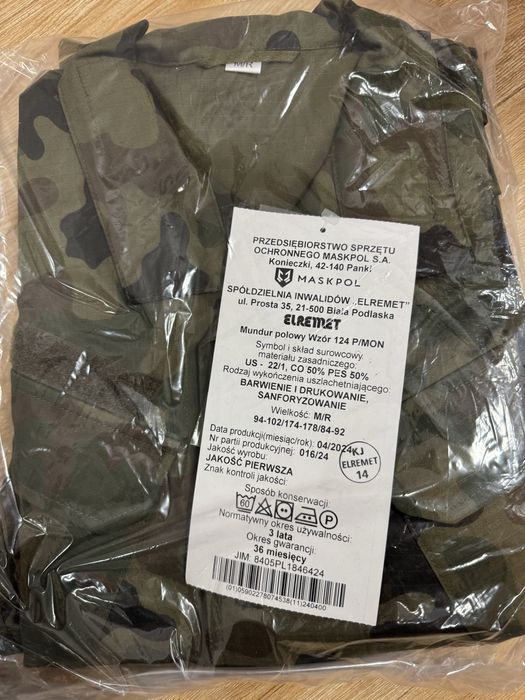 M/R
PRZEDSIĘBIORSTWO SPRZĘTU
OCHRONNEGO MASKPOL S.A.
Konieczki, 42-140 Panki
MASKPOL
SPÓŁDZIELNIA INWALIDÓW „ELREMET"
ul. Prosta 35, 21-500 Biała Podlaska
ELREMET
Mundur polowy Wzór 124 P/MON
Symbol i skład surowcowy
materiału zasadniczego:
US - 22/1, CO 50% PES 50%
Rodzaj wykończenia uszlachetniającego:
BARWIENIE I DRUKOWANIE,
SANFORYZOWANIE
Wielkość: M/R
94-102/174-178/84-92
Data produkcji(miesiąc/rok): 04/2024
Nr partii produkcyjnej: 016/24
Jakość wyrobu:
JAKOŚĆ PIERWSZA
Znak kontroli jakości:
KJ
ELREMET
14
Sposób konserwacji:
60 P
Normatywny okres używalności:
3 lata
Okres gwarancji:
36 miesięcy
JIM: 8405PL1846424
(01)05902278074538(11)240400